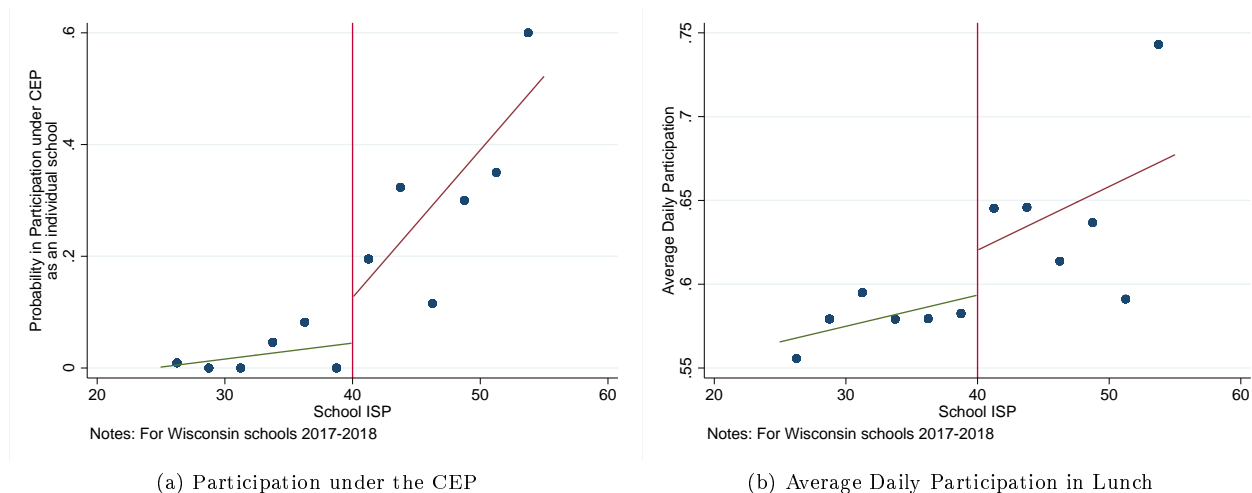 Probability in Participation under CEP
as an individual school
.6
.4
.2
0
20
30
40
50
60
School ISP
Notes: For Wisconsin schools 2017-2018
(a) Participation under the CEP
Average Daily Participation
.75
.7
.65
.6
.55
20
30
40
50
60
School ISP
Notes: For Wisconsin schools 2017-2018
(b) Average Daily Participation in Lunch